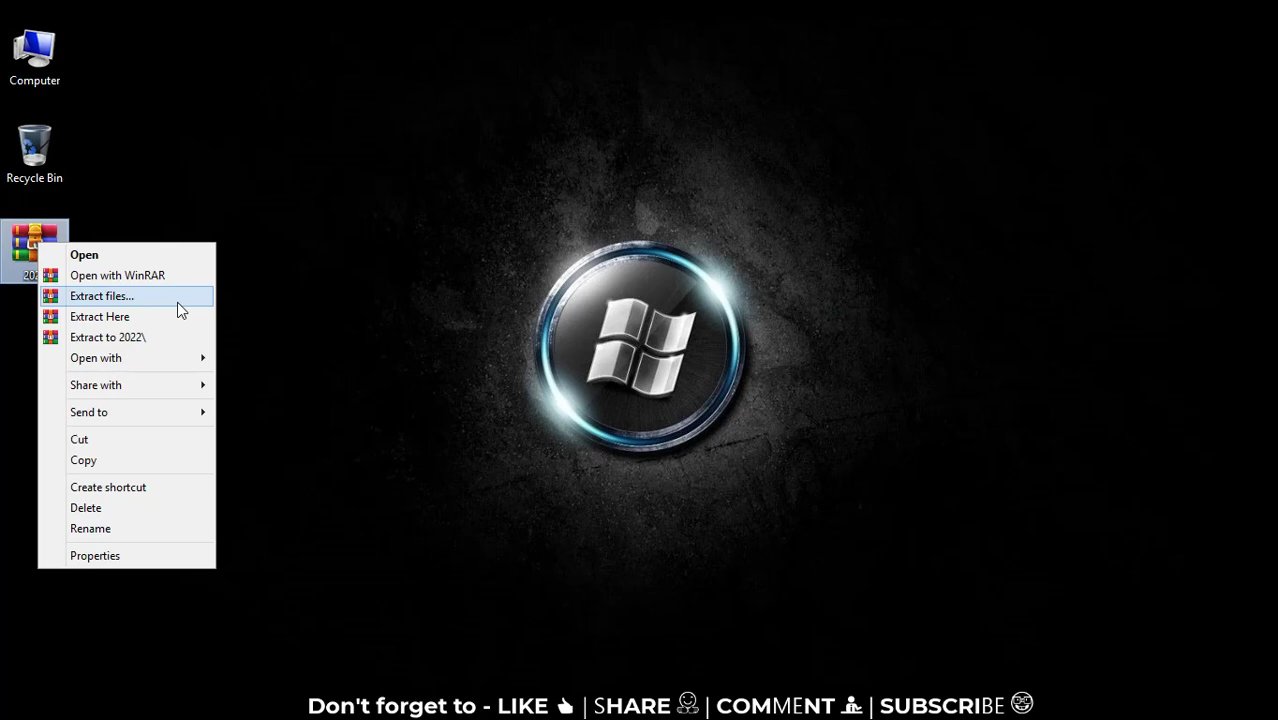 Computer
Recycle Bin
Open
Open with WinRAR
Extract files...
Extract Here
Extract to 2022\
Open with
Share with
Send to
Cut
Copy
Create shortcut
Delete
Rename
Properties
Don't forget to - LIKE | SHARE | COMMENT | SUBSCRIBE